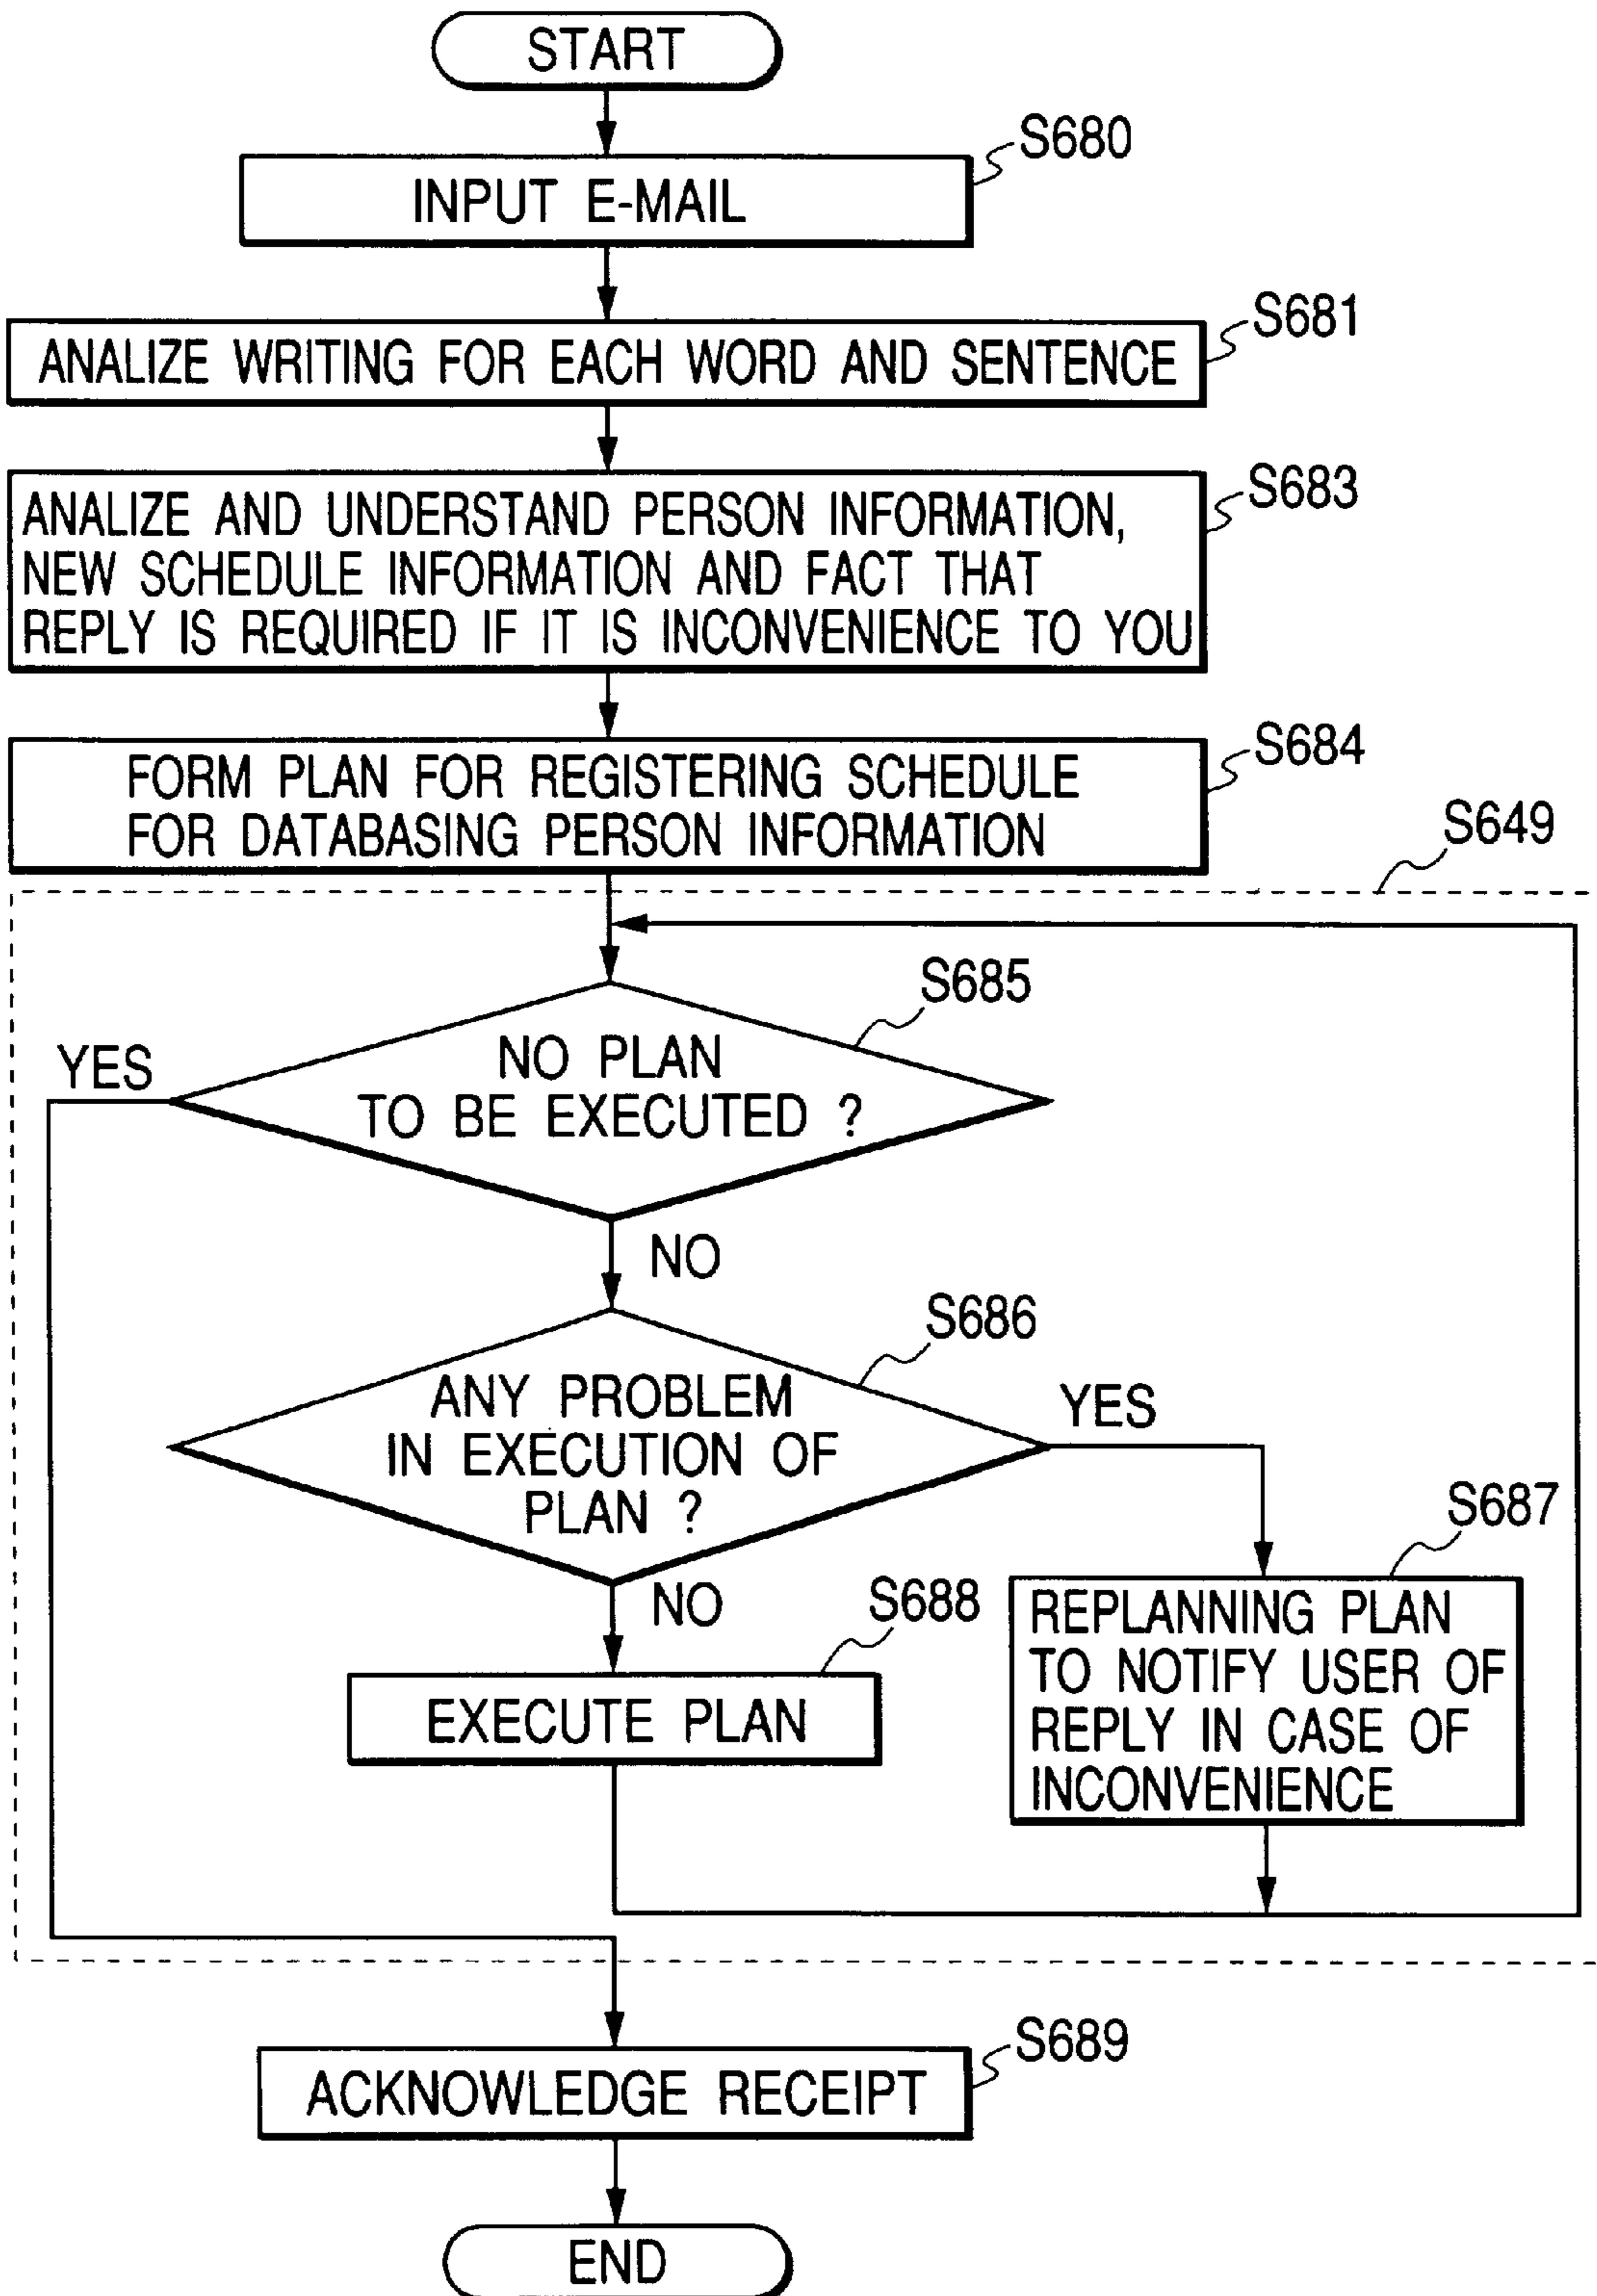 START
S680
INPUT E-MAIL
S681
ANALIZE WRITING FOR EACH WORD AND SENTENCE
S683
ANALIZE AND UNDERSTAND PERSON INFORMATION,
NEW SCHEDULE INFORMATION AND FACT THAT
REPLY IS REQUIRED IF IT IS INCONVENIENCE TO YOU
S684
FORM PLAN FOR REGISTERING SCHEDULE
FOR DATABASING PERSON INFORMATION
S649
S685
YES
NO PLAN
TO BE EXECUTED ?
NO
S686
ANY PROBLEM
IN EXECUTION OF
PLAN ?
YES
NO
S687
REPLANNING PLAN
TO NOTIFY USER OF
REPLY IN CASE OF
INCONVENIENCE
S688
EXECUTE PLAN
S689
ACKNOWLEDGE RECEIPT
END